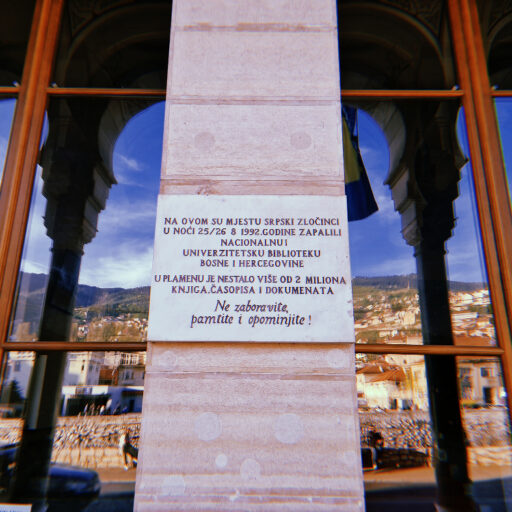 NA OVOM SU MJESTU SRPSKI ZLOČINCI
U NOĆI 25/26 8 1992.GODINE ZAPALILI
NACIONALNU I
UNIVERZITETSKU BIBLIOTEKU
BOSNE I HERCEGOVINE
U PLAMENU JE NESTALO VIŠE OD 2 MILIONA
KNJIGA,ČASOPISA I DOKUMENATA
Ne zaboravite,
pamtite i opominjite !